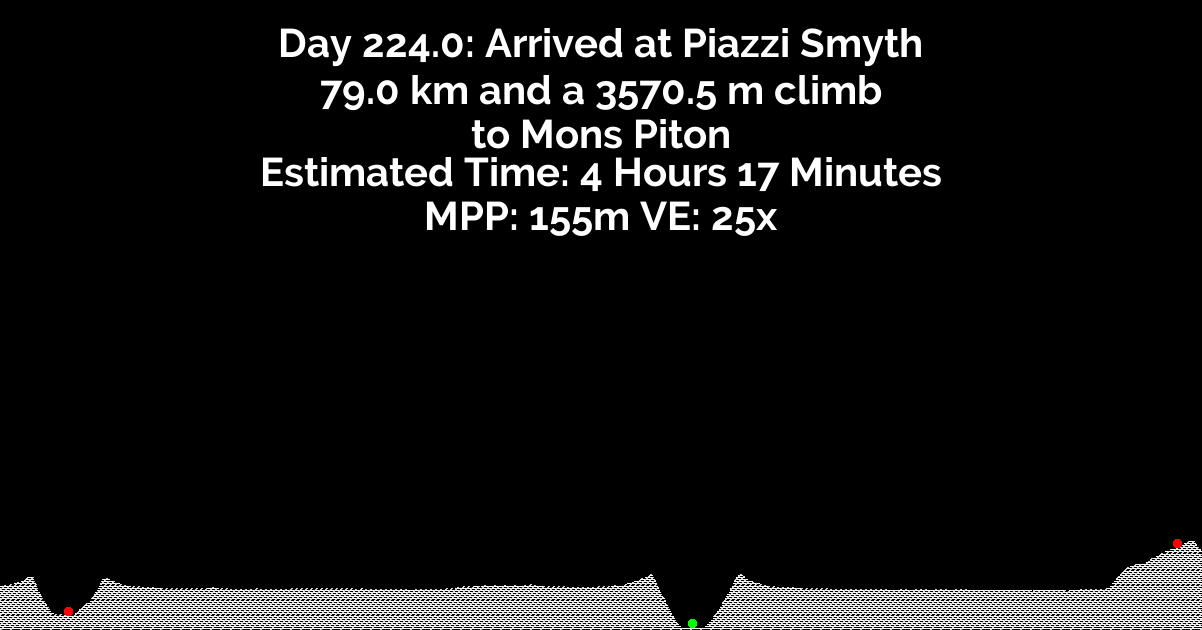 Day 224.0: Arrived at Piazzi Smyth
79.0 km and a 3570.5 m climb
to Mons Piton
Estimated Time: 4 Hours 17 Minutes
MPP: 155m VE: 25x